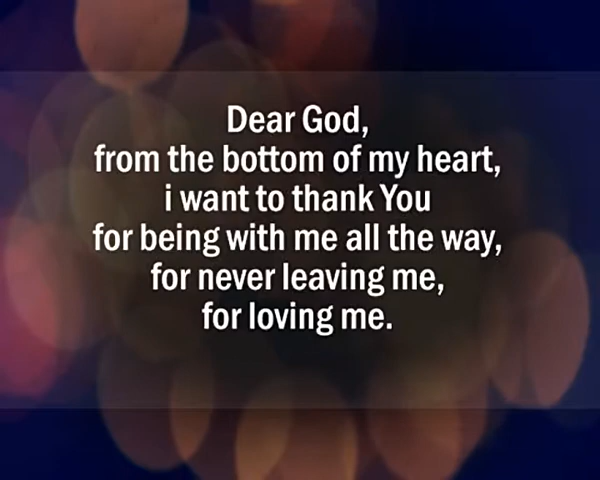 Dear God,
from the bottom of my heart,
i want to thank You
for being with me all the way,
for never leaving me,
for loving me.